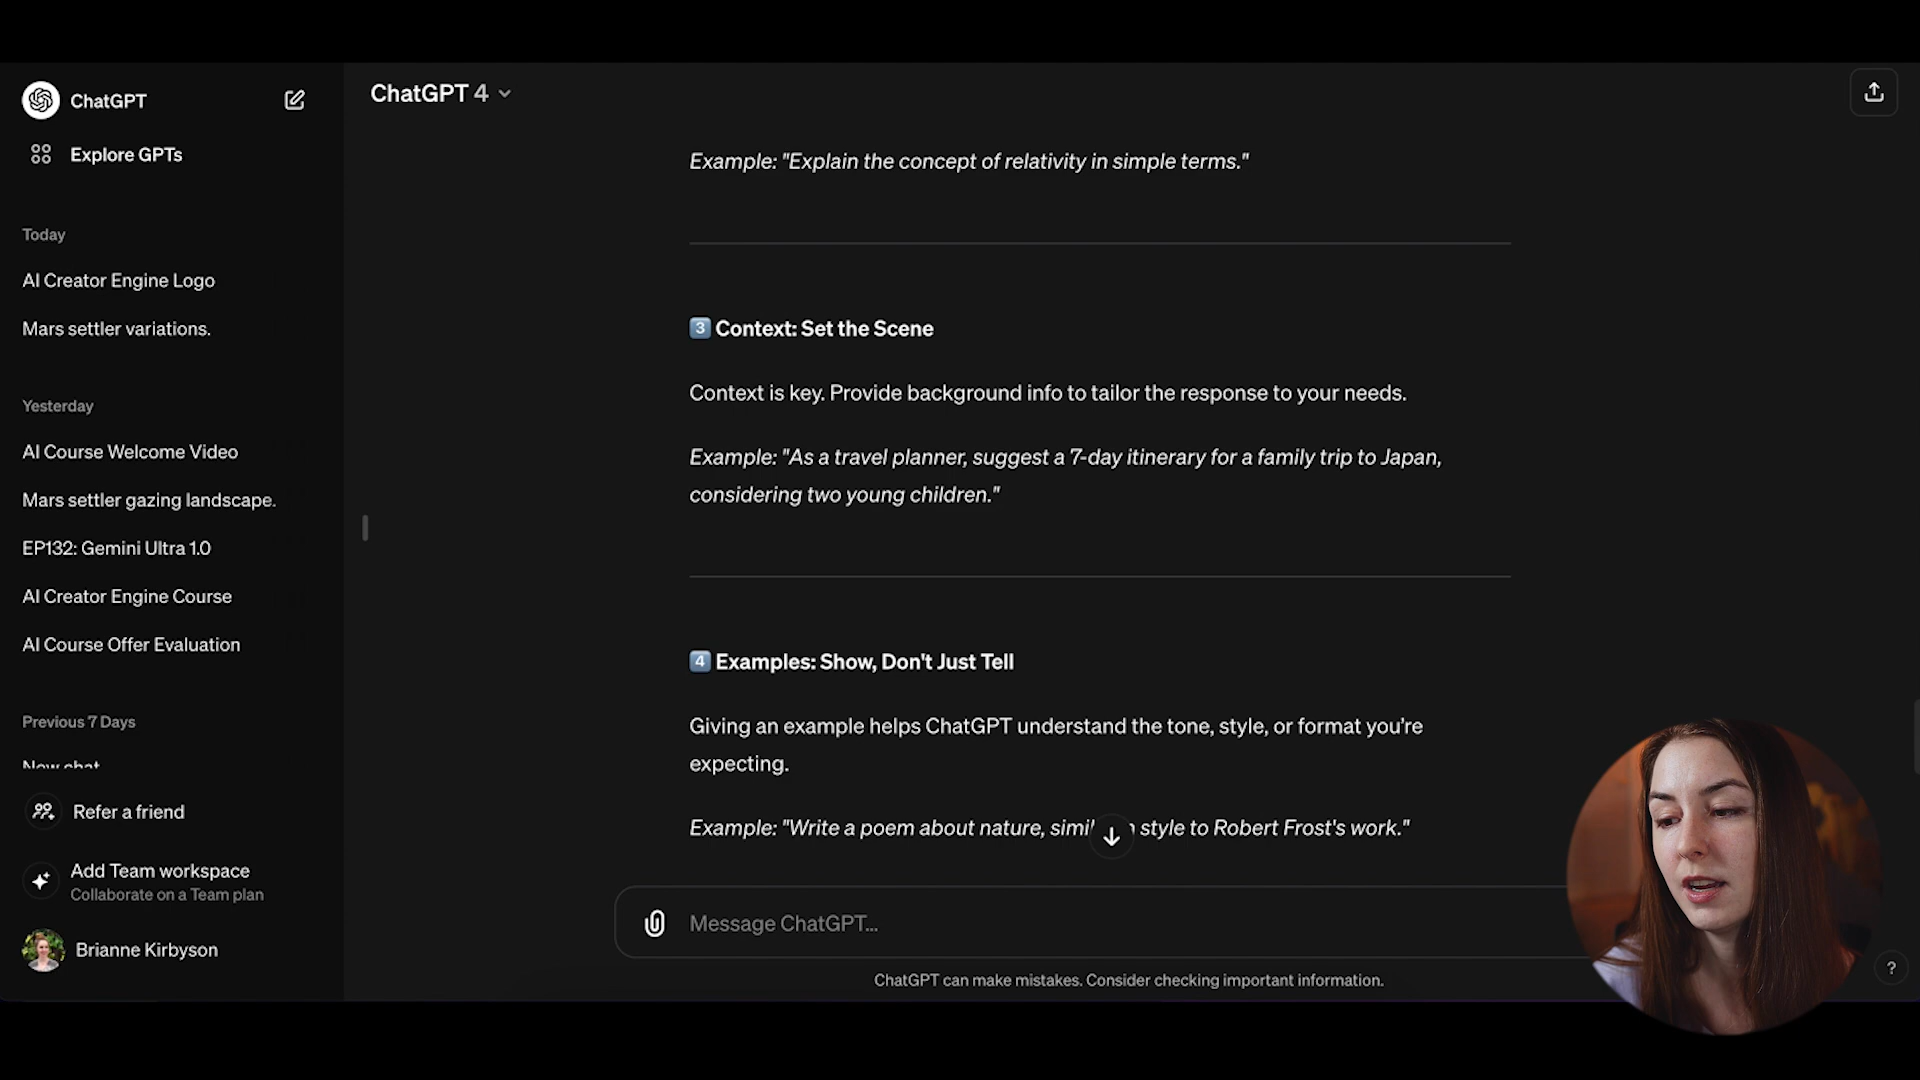 ChatGPT
Explore GPTs
Today
AI Creator Engine Logo
Mars settler variations.
Yesterday
AI Course Welcome Video
Mars settler gazing landscape.
EP132: Gemini Ultra 1.0
AI Creator Engine Course
AI Course Offer Evaluation
Previous 7 Days
New chat
Refer a friend
Add Team workspace
Collaborate on a Team plan
Brianne Kirbyson
ChatGPT 4
Example: "Explain the concept of relativity in simple terms."
3 Context: Set the Scene
Context is key. Provide background info to tailor the response to your needs.
Example: "As a travel planner, suggest a 7-day itinerary for a family trip to Japan,
considering two young children."
4 Examples: Show, Don't Just Tell
Giving an example helps ChatGPT understand the tone, style, or format you're
expecting.
Example: "Write a poem about nature, style to Robert Frost's work."
Message ChatGPT...
ChatGPT can make mistakes. Consider checking important information.
?